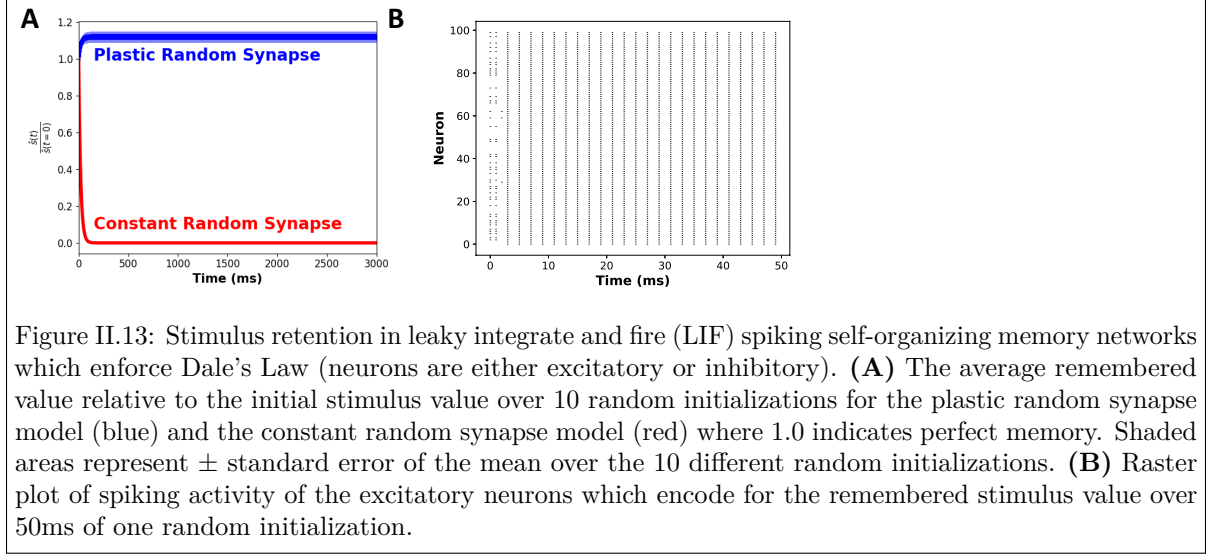 A
B
1.2
1.0
0.8
0.6
0.4
0.2
0.0
ŝ(t)
ŝ(t = 0)
Plastic Random Synapse
Constant Random Synapse
0 500 1000 1500 2000 2500 3000
Time (ms)
100
80
60
40
20
0
Neuron
0 10 20 30 40 50
Time (ms)
Figure II.13: Stimulus retention in leaky integrate and fire (LIF) spiking self-organizing memory networks
which enforce Dale's Law (neurons are either excitatory or inhibitory). (A) The average remembered
value relative to the initial stimulus value over 10 random initializations for the plastic random synapse
model (blue) and the constant random synapse model (red) where 1.0 indicates perfect memory. Shaded
areas represent ± standard error of the mean over the 10 different random initializations. (B) Raster
plot of spiking activity of the excitatory neurons which encode for the remembered stimulus value over
50ms of one random initialization.